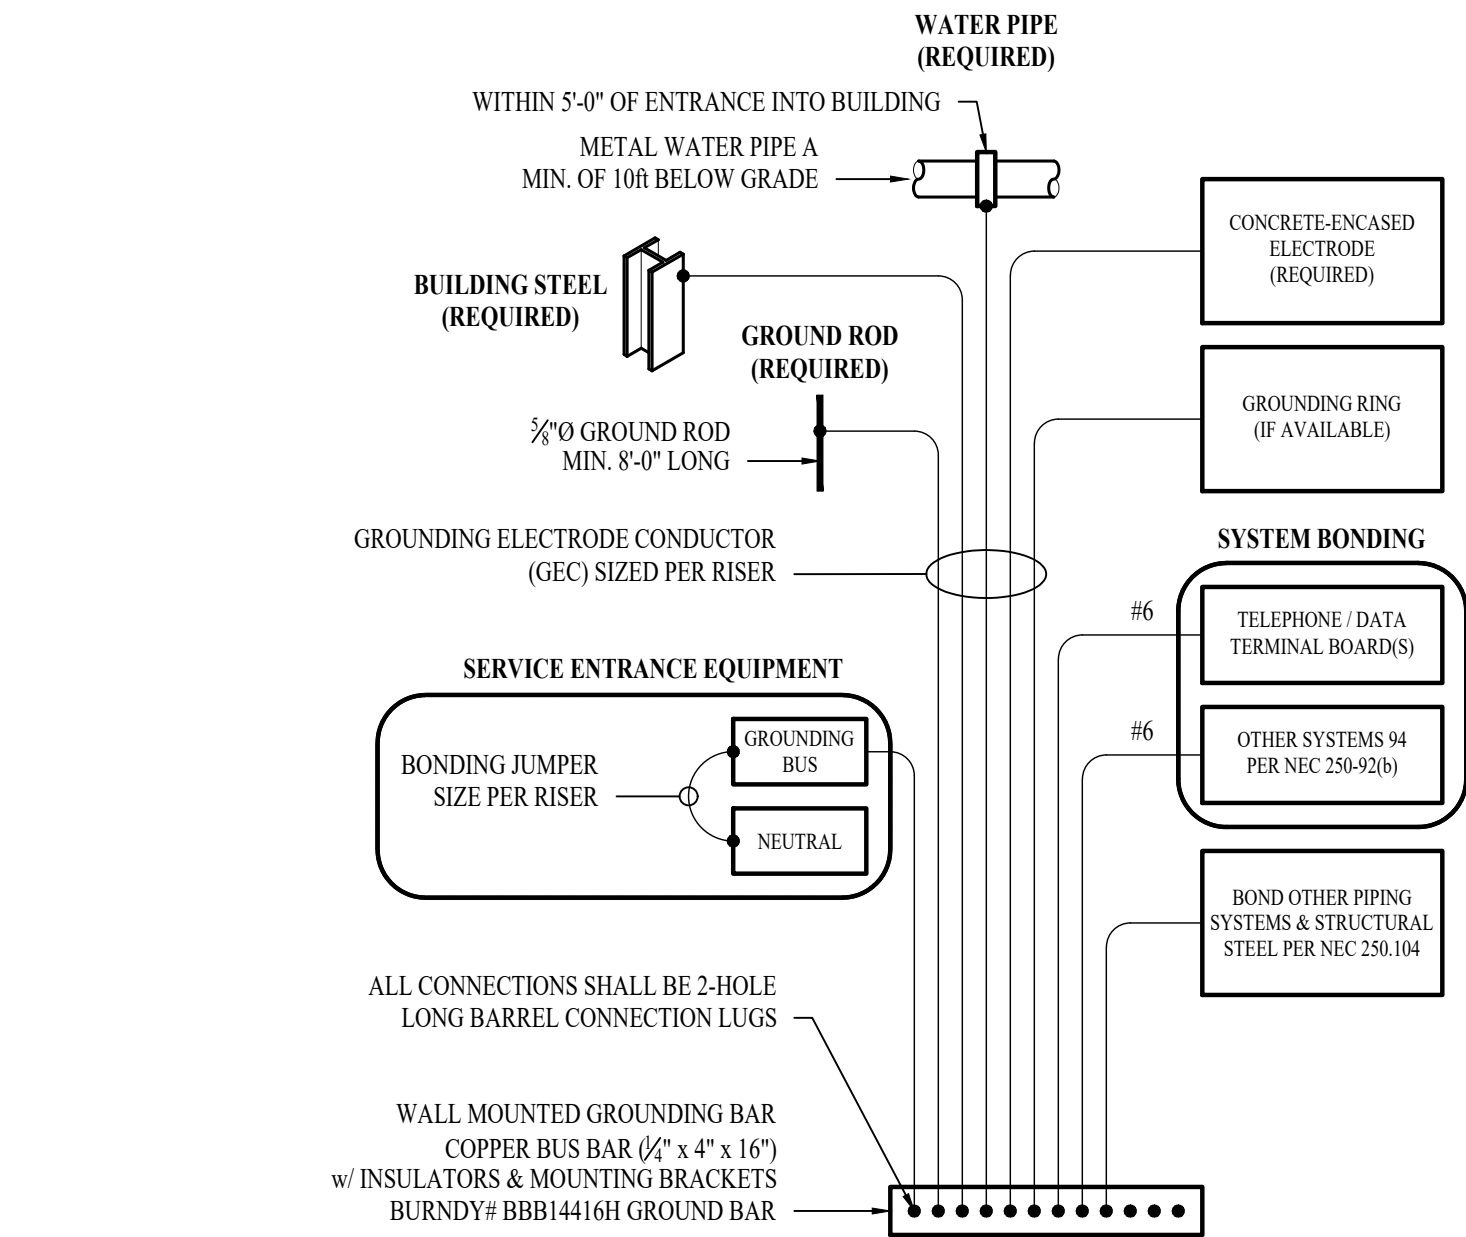 WATER PIPE
(REQUIRED)
WITHIN 5'-0" OF ENTRANCE INTO BUILDING
METAL WATER PIPE A
MIN. OF 10ft BELOW GRADE
CONCRETE-ENCASED
ELECTRODE
(REQUIRED)
BUILDING STEEL
(REQUIRED)
GROUND ROD
(REQUIRED)
GROUNDING RING
(IF AVAILABLE)
⅝"Ø GROUND ROD
MIN. 8'-0" LONG
GROUNDING ELECTRODE CONDUCTOR
(GEC) SIZED PER RISER
SYSTEM BONDING
#6
TELEPHONE / DATA
TERMINAL BOARD(S)
#6
OTHER SYSTEMS 94
PER NEC 250-92(b)
SERVICE ENTRANCE EQUIPMENT
GROUNDING
BUS
BONDING JUMPER
SIZE PER RISER
NEUTRAL
BOND OTHER PIPING
SYSTEMS & STRUCTURAL
STEEL PER NEC 250.104
ALL CONNECTIONS SHALL BE 2-HOLE
LONG BARREL CONNECTION LUGS
WALL MOUNTED GROUNDING BAR
COPPER BUS BAR (¼" x 4" x 16")
w/ INSULATORS & MOUNTING BRACKETS
BURNDY# BBB14416H GROUND BAR